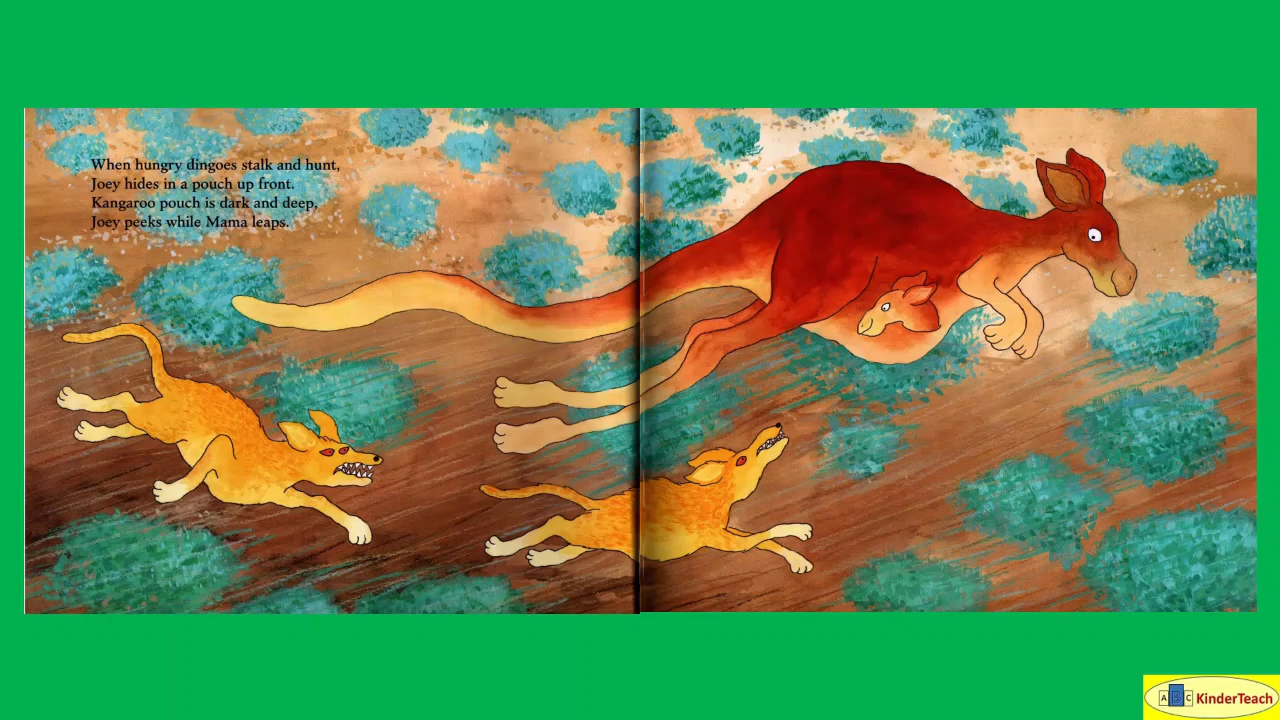 When hungry dingoes stalk and hunt,
Joey hides in a pouch up front.
Kangaroo pouch is dark and deep,
Joey peeks while Mama leaps.
A B C KinderTeach